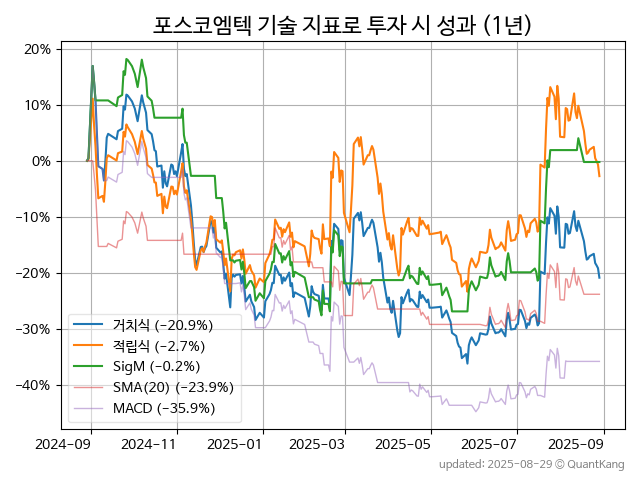 포스코엠텍 기술 지표로 투자 시 성과 (1년)
20%
10%
0%
−10%
−20%
−30%
−40%
거치식 (−20.9%)
적립식 (−2.7%)
SigM (−0.2%)
SMA(20) (−23.9%)
MACD (−35.9%)
2024-09
2024-11
2025-01
2025-03
2025-05
2025-07
2025-09
updated: 2025-08-29 © QuantKang